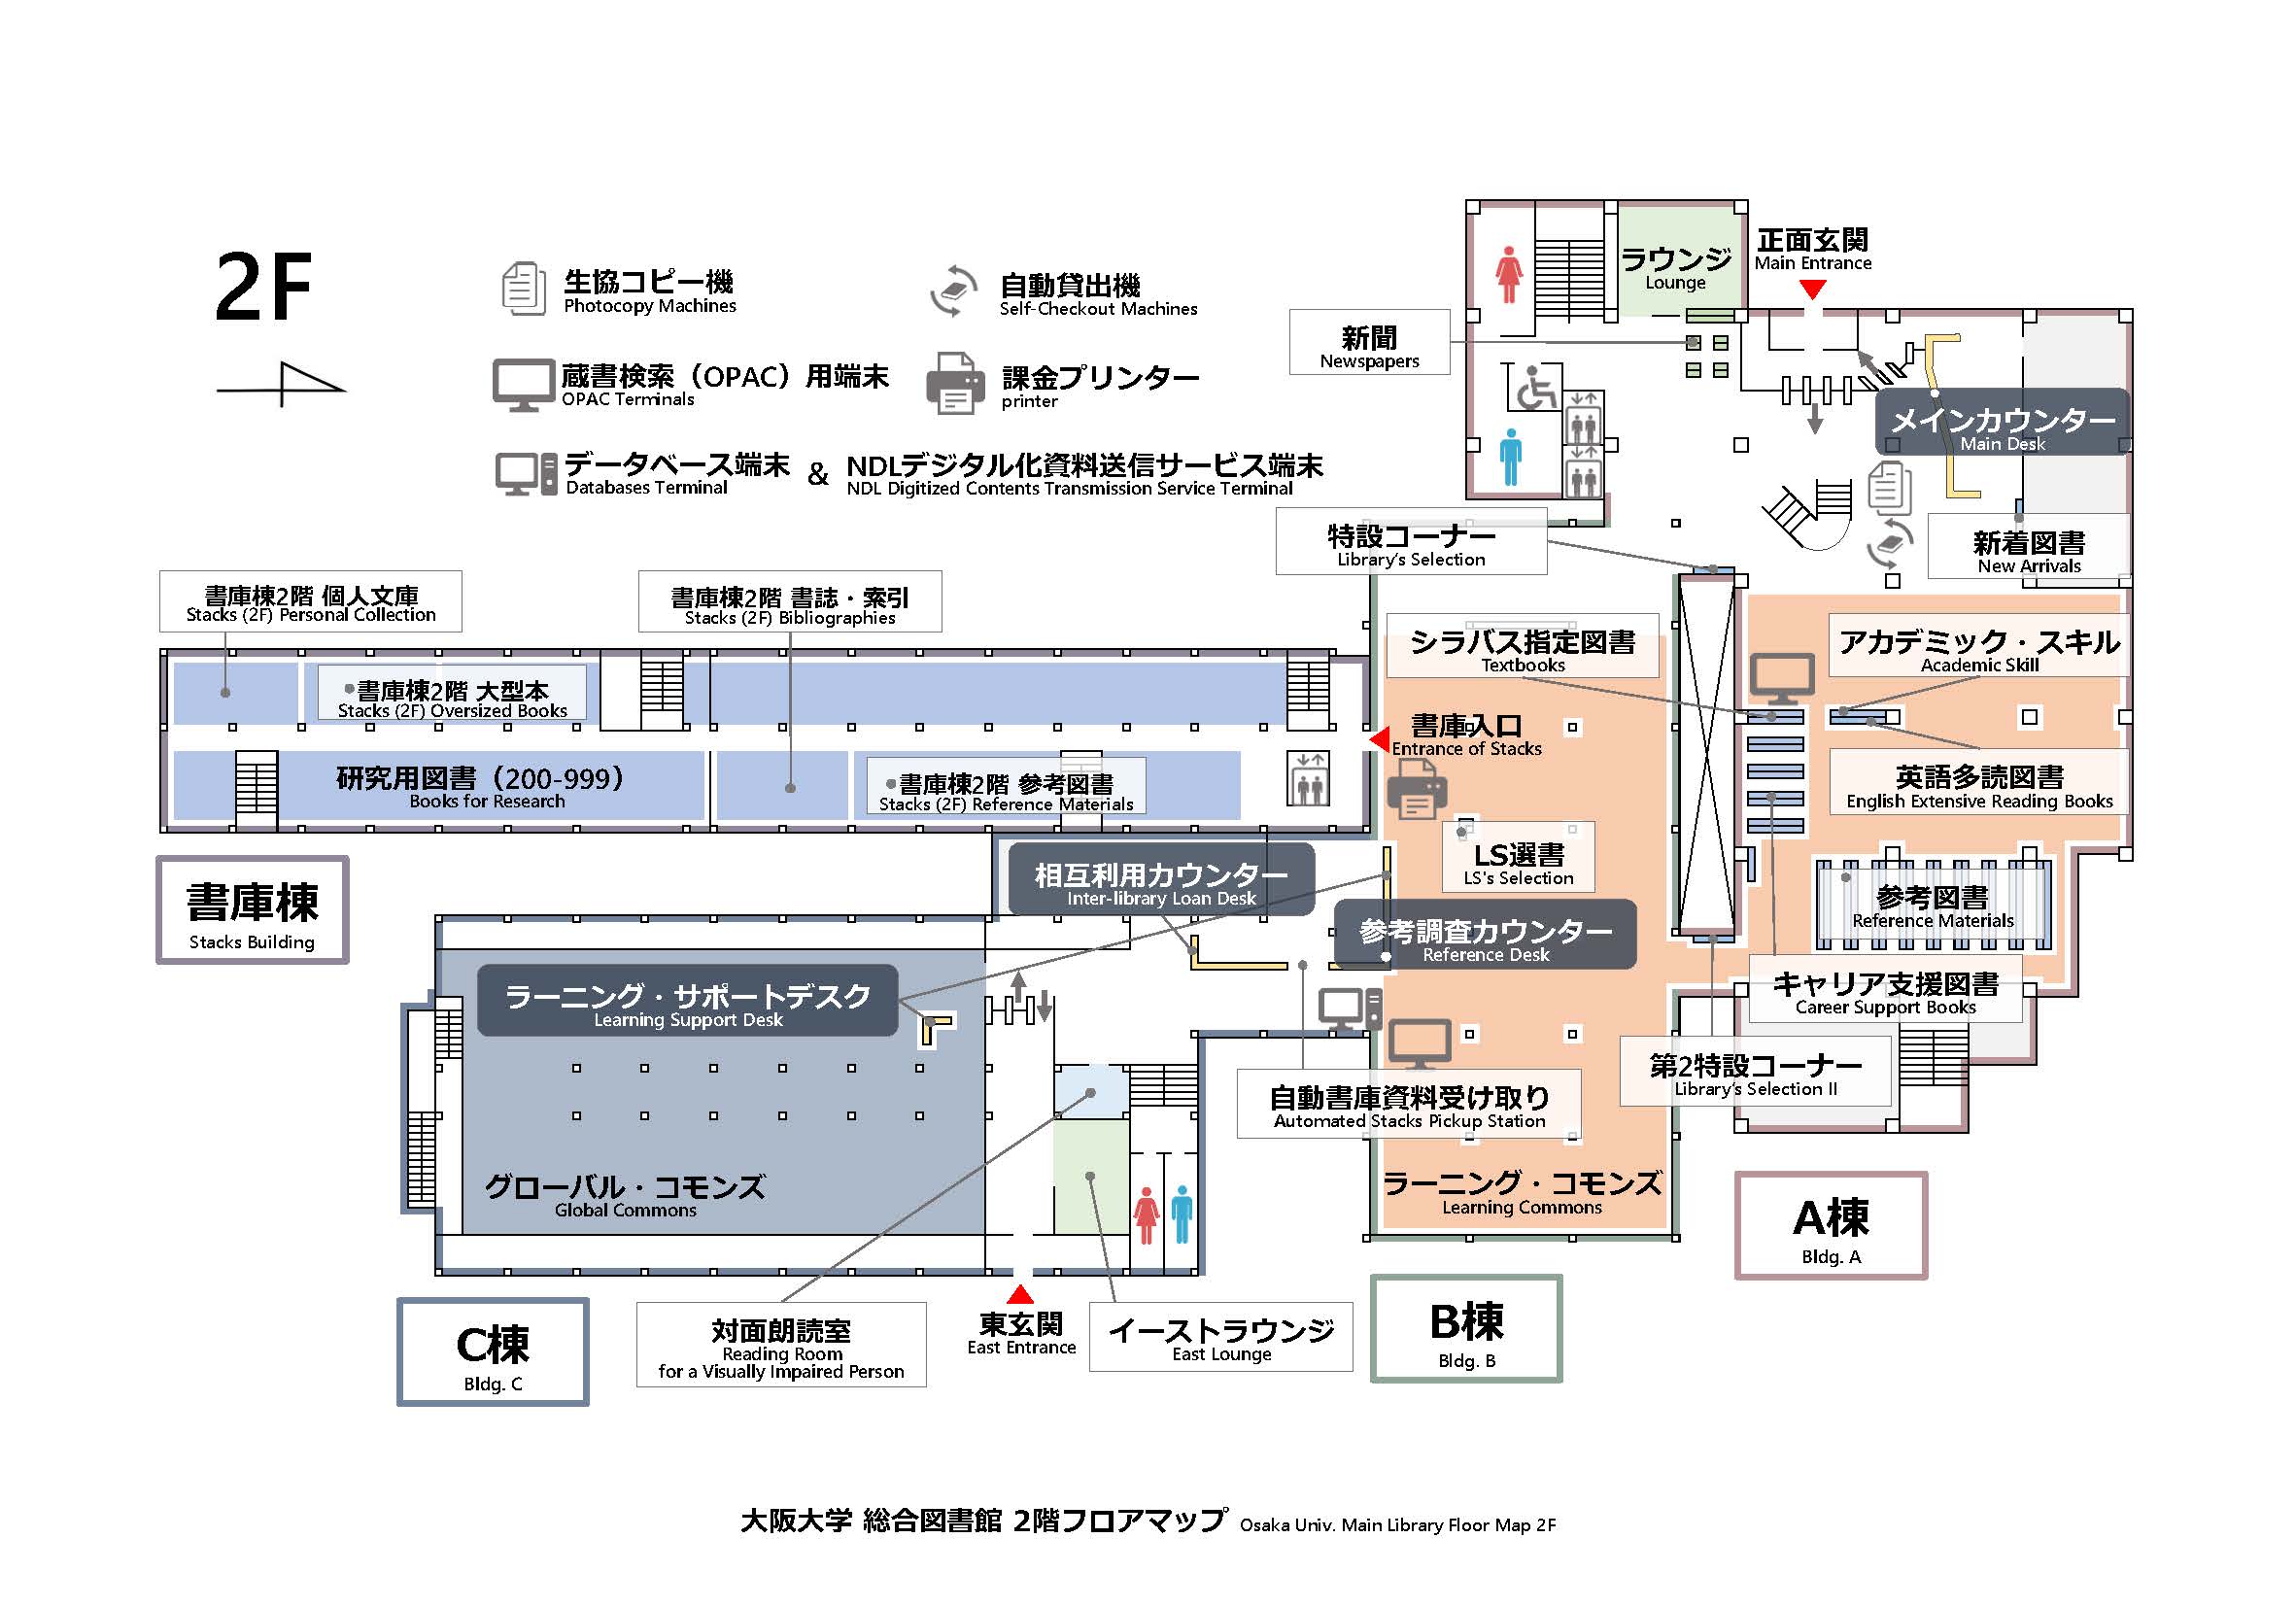 2F
生協コピー機
Photocopy Machines
自動貸出機
Self-Checkout Machines
蔵書検索（OPAC）用端末
OPAC Terminals
課金プリンター
printer
データベース端末
Databases Terminal
&
NDLデジタル化資料送信サービス端末
NDL Digitized Contents Transmission Service Terminal
ラウンジ
Lounge
正面玄関
Main Entrance
新聞
Newspapers
メインカウンター
Main Desk
特設コーナー
Library's Selection
新着図書
New Arrivals
書庫棟2階 個人文庫
Stacks (2F) Personal Collection
書庫棟2階 書誌・索引
Stacks (2F) Bibliographies
シラバス指定図書
Textbooks
アカデミック・スキル
Academic Skill
書庫棟2階 大型本
Stacks (2F) Oversized Books
書庫入口
Entrance of Stacks
研究用図書（200-999）
Books for Research
書庫棟2階 参考図書
Stacks (2F) Reference Materials
英語多読図書
English Extensive Reading Books
LS選書
LS's Selection
書庫棟
Stacks Building
相互利用カウンター
Inter-library Loan Desk
参考図書
Reference Materials
参考調査カウンター
Reference Desk
ラーニング・サポートデスク
Learning Support Desk
キャリア支援図書
Career Support Books
第2特設コーナー
Library's Selection II
自動書庫資料受け取り
Automated Stacks Pickup Station
グローバル・コモンズ
Global Commons
ラーニング・コモンズ
Learning Commons
A棟
Bldg. A
B棟
Bldg. B
C棟
Bldg. C
対面朗読室
Reading Room
for a Visually Impaired Person
東玄関
East Entrance
イーストラウンジ
East Lounge
大阪大学 総合図書館 2階フロアマップ Osaka Univ. Main Library Floor Map 2F